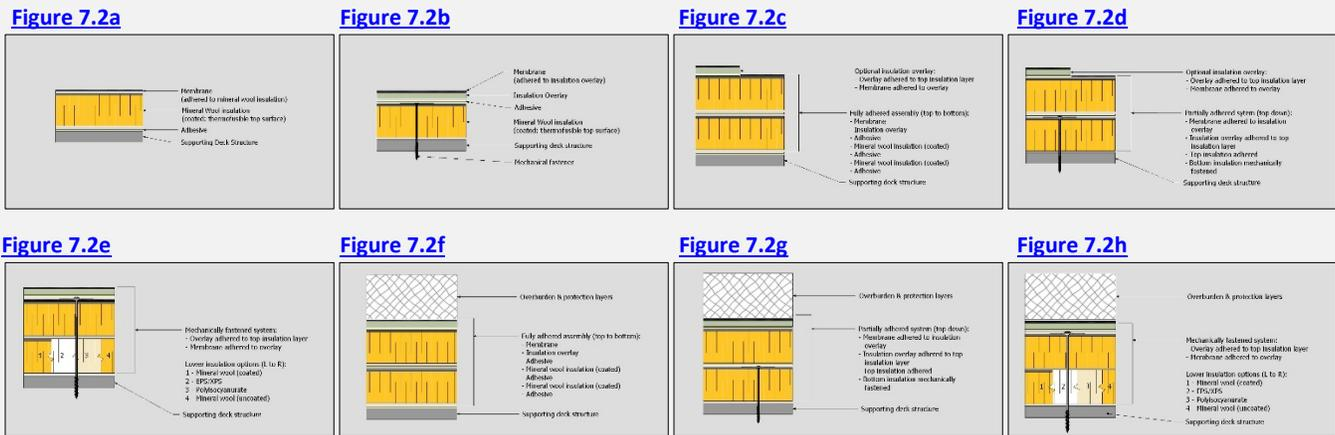 Figure 7.2a
Figure 7.2b
Figure 7.2c
Figure 7.2d
Membrane
(adhered to mineral wool insulation)
Mineral Wool insulation
(coated; thermofusible top surface)
Adhesive
Supporting Deck Structure
Membrane
(adhered to insulation overlay)
Insulation Overlay
Adhesive
Mineral Wool insulation
(coated; thermofusible top surface)
Supporting deck structure
Mechanical fastener
Optional insulation overlay:
Overlay adhered to top insulation layer
- Membrane adhered to overlay
Fully adhered assembly (top to bottom):
- Membrane
Insulation overlay
- Adhesive
- Mineral wool insulation (coated)
- Adhesive
- Mineral wool insulation (coated)
- Adhesive
Supporting deck structure
Optional insulation overlay:
- Overlay adhered to top insulation layer
- Membrane adhered to overlay
Partially adhered sytem (top down):
- Membrane adhered to insulation
overlay
- Insulation overlay adhered to top
insulation layer
- Top insulation adhered
- Bottom insulation mechanically
fastened
Supporting deck structure
Figure 7.2e
Figure 7.2f
Figure 7.2g
Figure 7.2h
1 2 3 4
Mechanically fastened system:
- Overlay adhered to top insulation layer
- Membrane adhered to overlay
Lower insulation options (L to R):
1 - Mineral wool (coated)
2 - EPS/XPS
3 Polyisocyanurate
4 Mineral wool (uncoated)
Supporting deck structure
Overburden & protection layers
Fully adhered assembly (top to bottom):
- Membrane
- Insulation overlay
Adhesive
- Mineral wool insulation (coated)
Adhesive
- Mineral wool insulation (coated)
- Adhesive
Supporting deck structure
Overburden & protection layers
Partially adhered system (top down):
- Membrane adhered to insulation
overlay
Insulation overlay adhered to top
insulation layer
Top insulation adhered
- Bottom insulation mechanically
fastened
Supporting deck structure
Overburden & protection layers
Mechanically fastened system:
Overlay adhered to top insulation layer
- Membrane adhered to overlay
Lower insulation options (L to R):
1 - Mineral wool (coated)
2 - EPS/XPS
3 - Polyisocyanurate
4 Mineral wool (uncoated)
1 2 3 4
Supporting deck structure